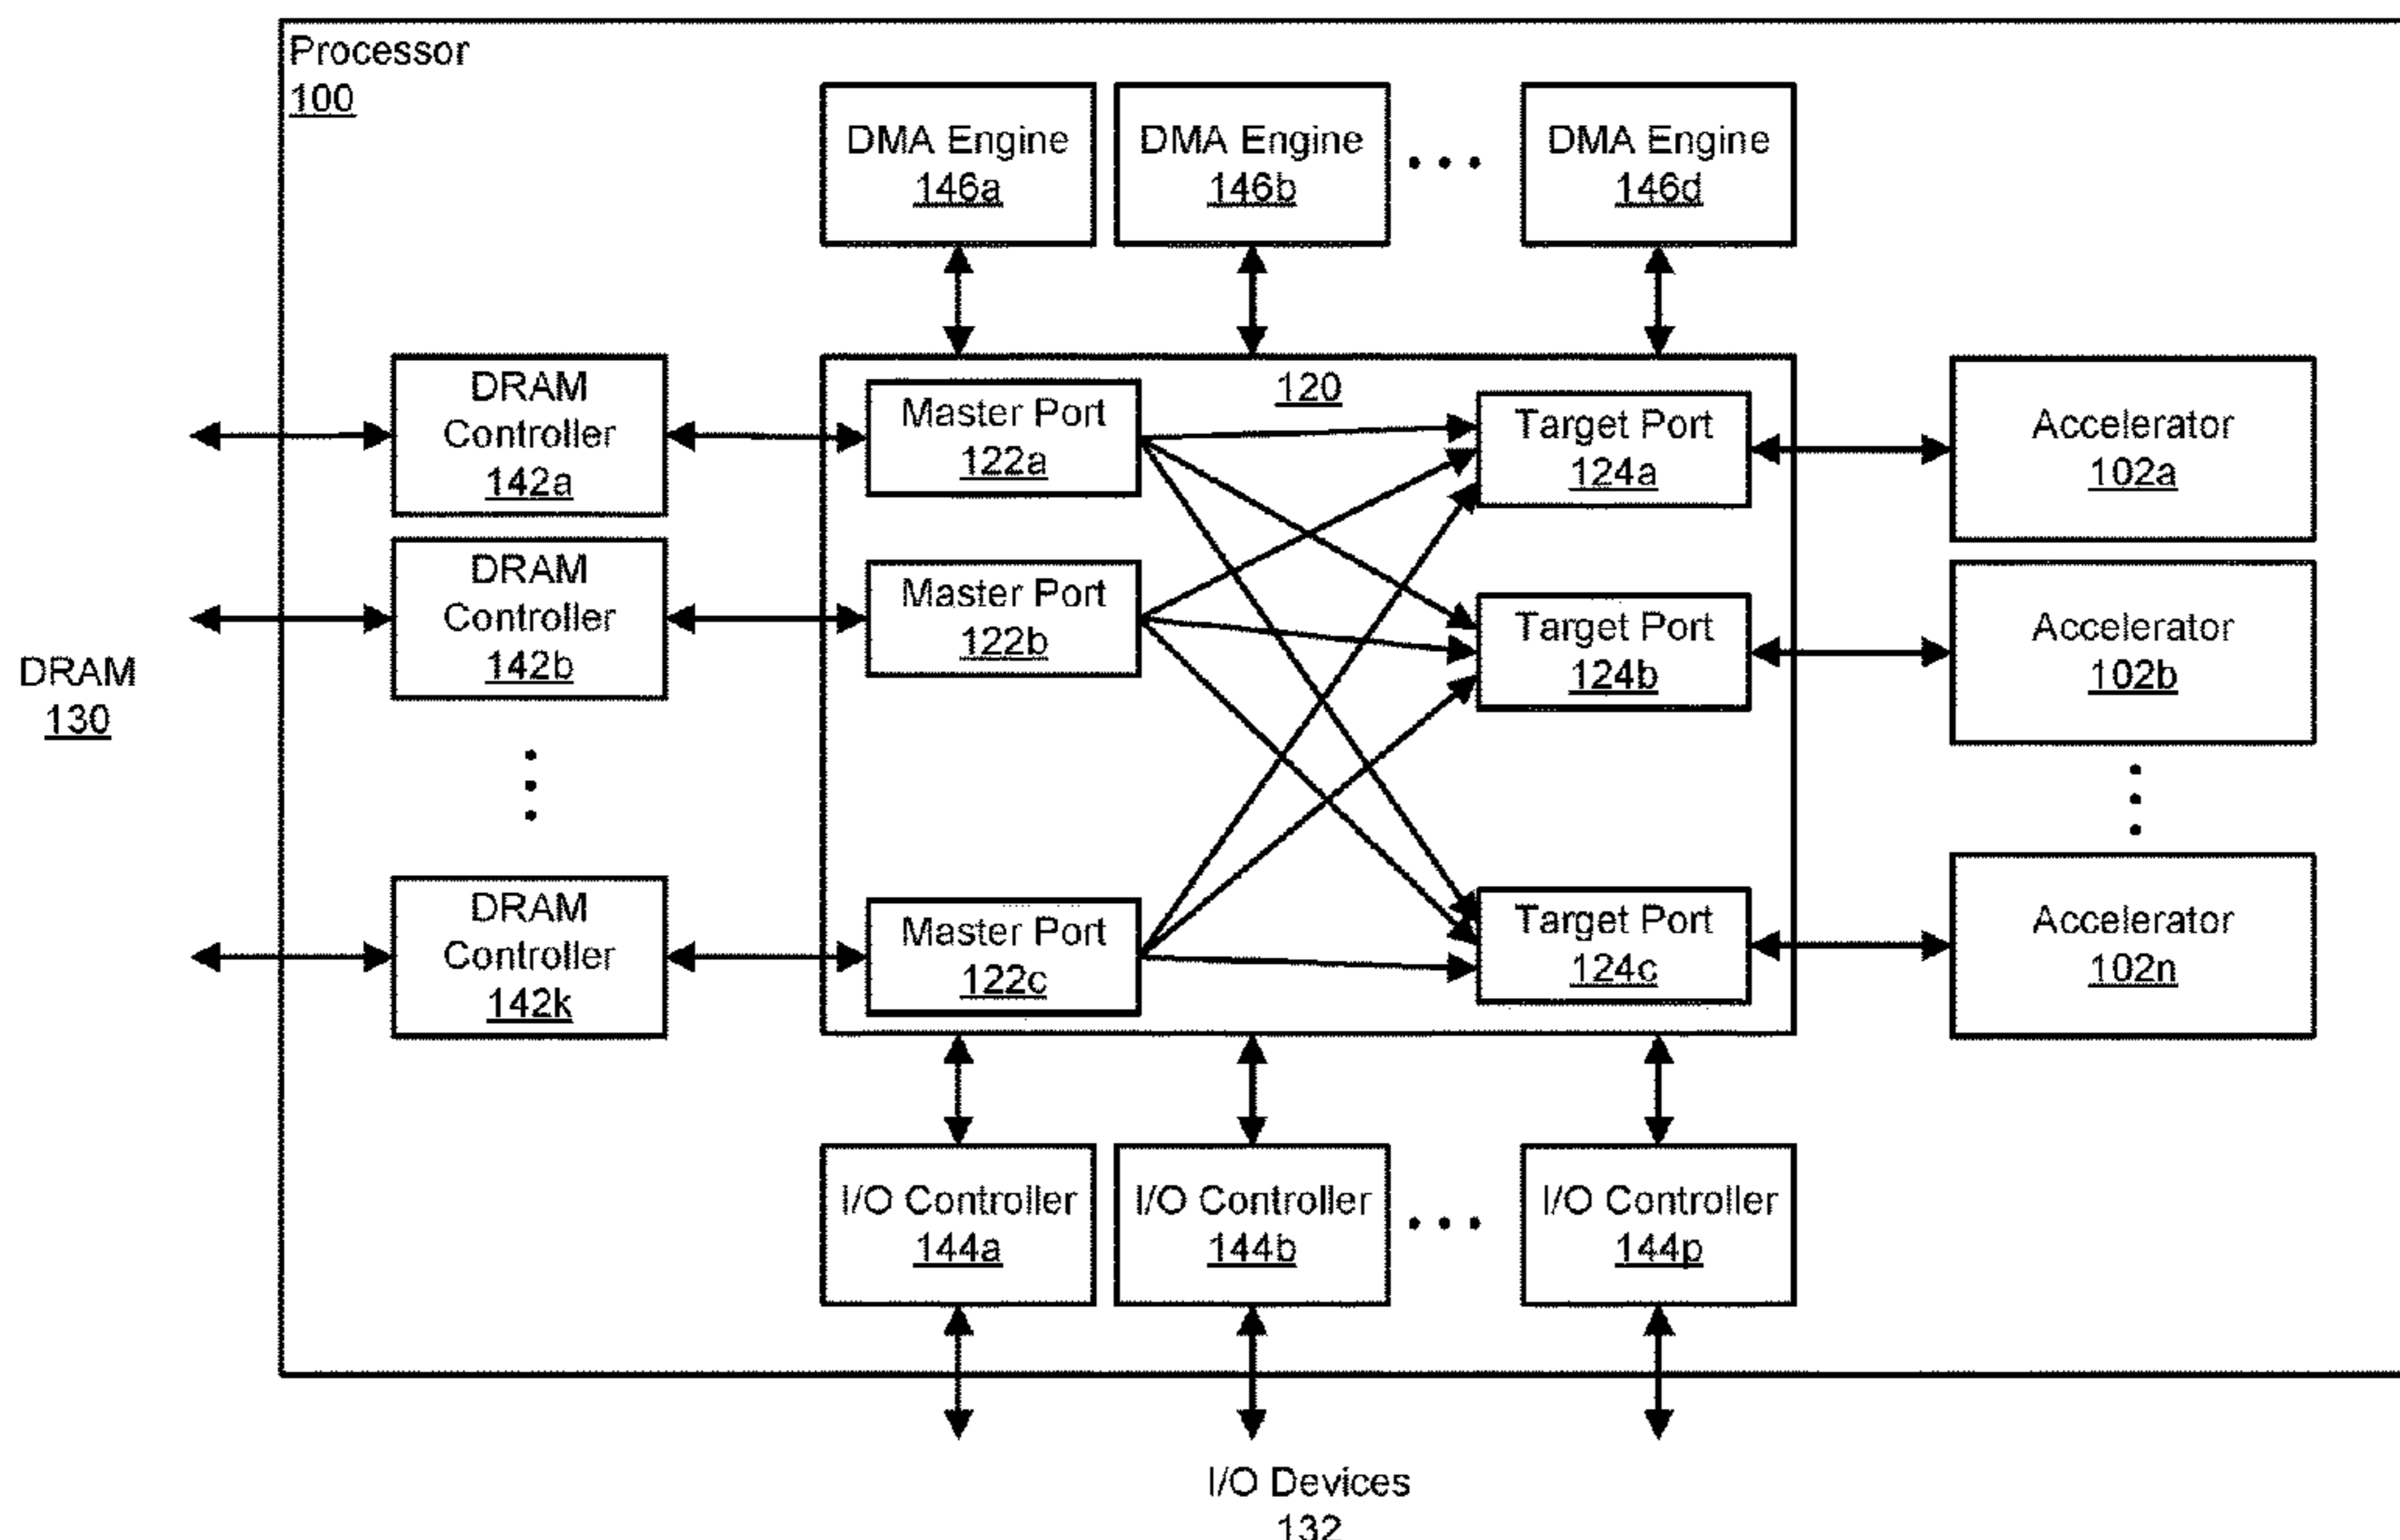 Processor
100
DMA Engine
146a
DMA Engine
146b
DMA Engine
146d
DRAM
Controller
142a
120
Master Port
122a
Target Port
124a
Accelerator
102a
DRAM
Controller
142b
Master Port
122b
Target Port
124b
Accelerator
102b
DRAM
130
DRAM
Controller
142k
Master Port
122c
Target Port
124c
Accelerator
102n
I/O Controller
144a
I/O Controller
144b
I/O Controller
144p
I/O Devices
132